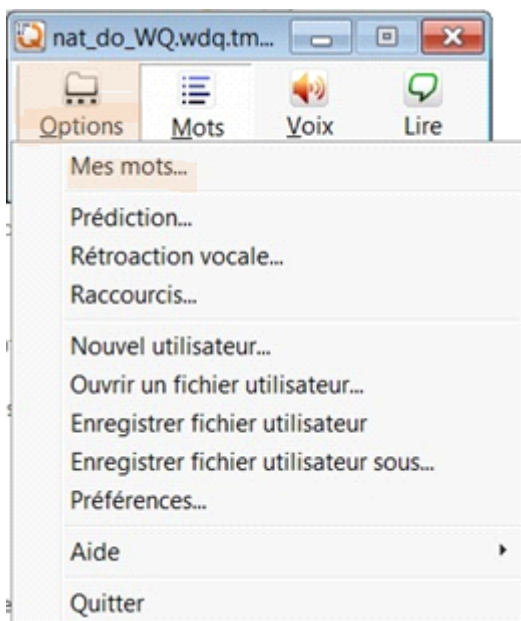 nat_do_WQ.wdq.tm...
Options Mots Voix Lire
Mes mots...
Prédiction...
Rétroaction vocale...
Raccourcis...
Nouvel utilisateur...
Ouvrir un fichier utilisateur...
Enregistrer fichier utilisateur
Enregistrer fichier utilisateur sous...
Préférences...
Aide
Quitter